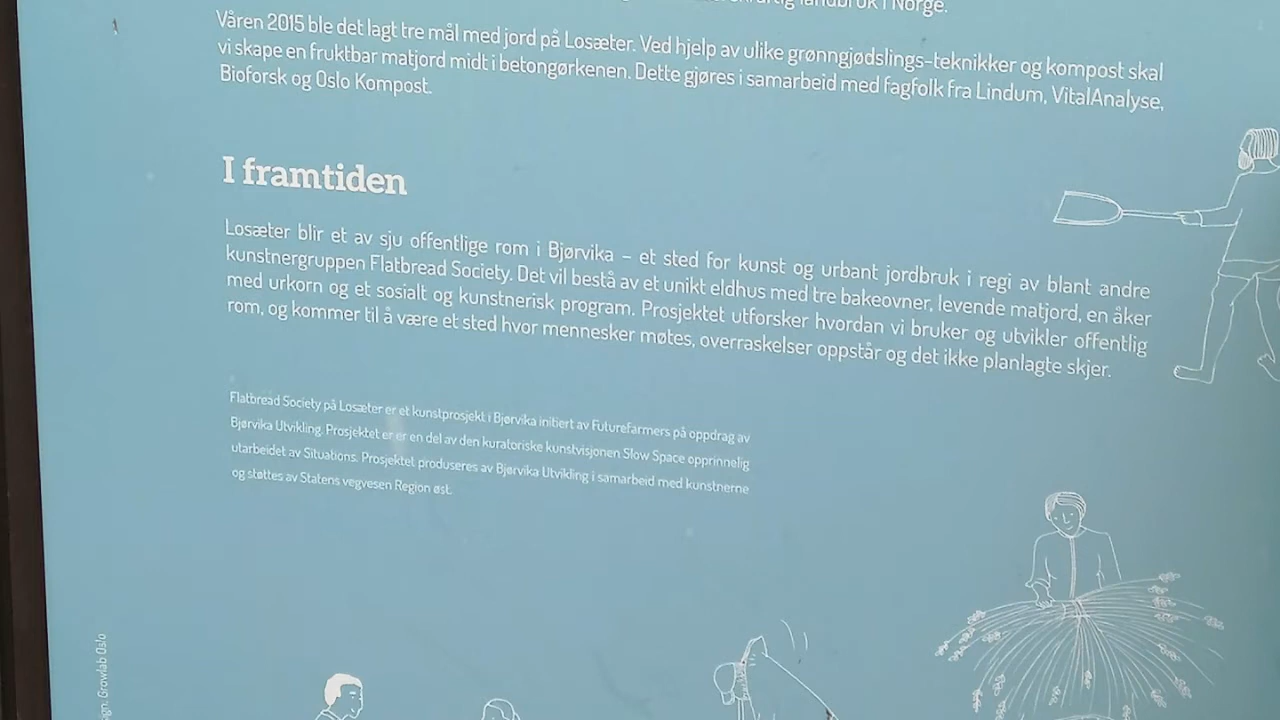 landbruk i Norge.
Våren 2015 ble det lagt tre mål med jord på Losæter. Ved hjelp av ulike grønngjødslings-teknikker og kompost skal
vi skape en fruktbar matjord midt i betongørkenen. Dette gjøres i samarbeid med fagfolk fra Lindum, VitalAnalyse,
Bioforsk og Oslo Kompost.
I framtiden
Losæter blir et av sju offentlige rom i Bjørvika – et sted for kunst og urbant jordbruk i regi av blant andre
kunstnergruppen Flatbread Society. Det vil bestå av et unikt eldhus med tre bakeovner, levende matjord, en åker
med urkorn og et sosialt og kunstnerisk program. Prosjektet utforsker hvordan vi bruker og utvikler offentlig
rom, og kommer til å være et sted hvor mennesker møtes, overraskelser oppstår og det ikke planlagte skjer.
Flatbread Society på Losæter er et kunstprosjekt i Bjørvika initiert av Futurefarmers på oppdrag av
Bjørvika Utvikling. Prosjektet er er en del av den kuratoriske kunstvisjonen Slow Space opprinnelig
utarbeidet av Situations. Prosjektet produseres av Bjørvika Utvikling i samarbeid med kunstnerne
og støttes av Statens vegvesen Region øst.
Growlab Oslo